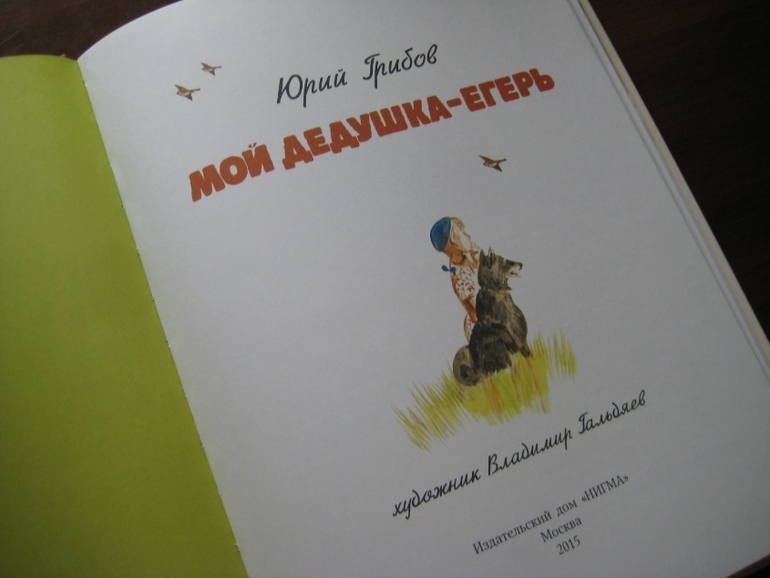 Юрий Грибов
МОЙ ДЕДУШКА-ЕГЕРЬ
художник Владимир Гальдяев
Издательский дом «НИГМА»
Москва
2015